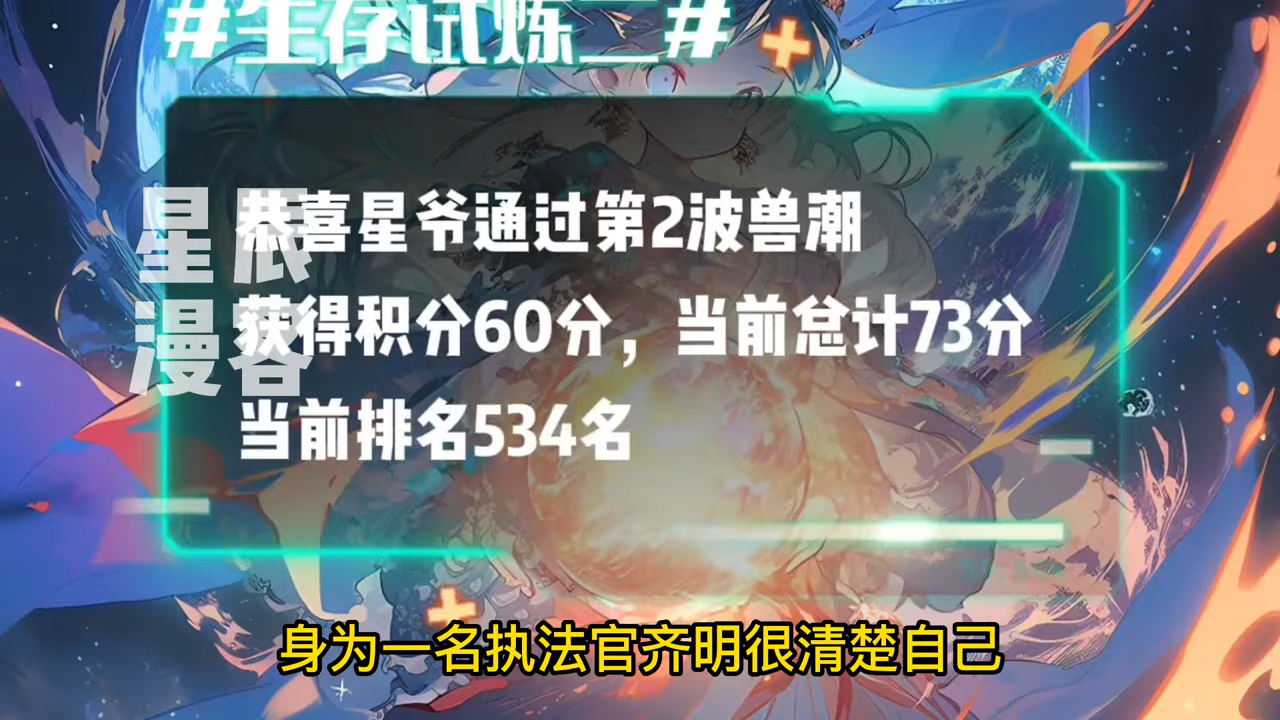 #生存试炼二#
星辰
漫客
恭喜星爷通过第2波兽潮
获得积分60分，当前总计73分
当前排名534名
身为一名执法官齐明很清楚自己